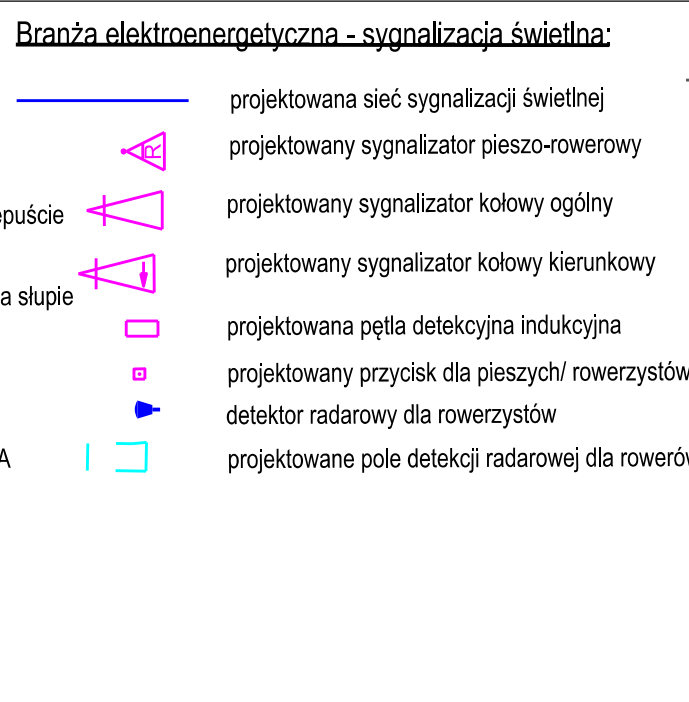 Branża elektroenergetyczna - sygnalizacja świetlna:
projektowana sieć sygnalizacji świetlnej
R
projektowany sygnalizator pieszo-rowerowy
epuście
projektowany sygnalizator kołowy ogólny
projektowany sygnalizator kołowy kierunkowy
a słupie
projektowana pętla detekcyjna indukcyjna
projektowany przycisk dla pieszych/ rowerzystów
detektor radarowy dla rowerzystów
A
projektowane pole detekcji radarowej dla rowerów